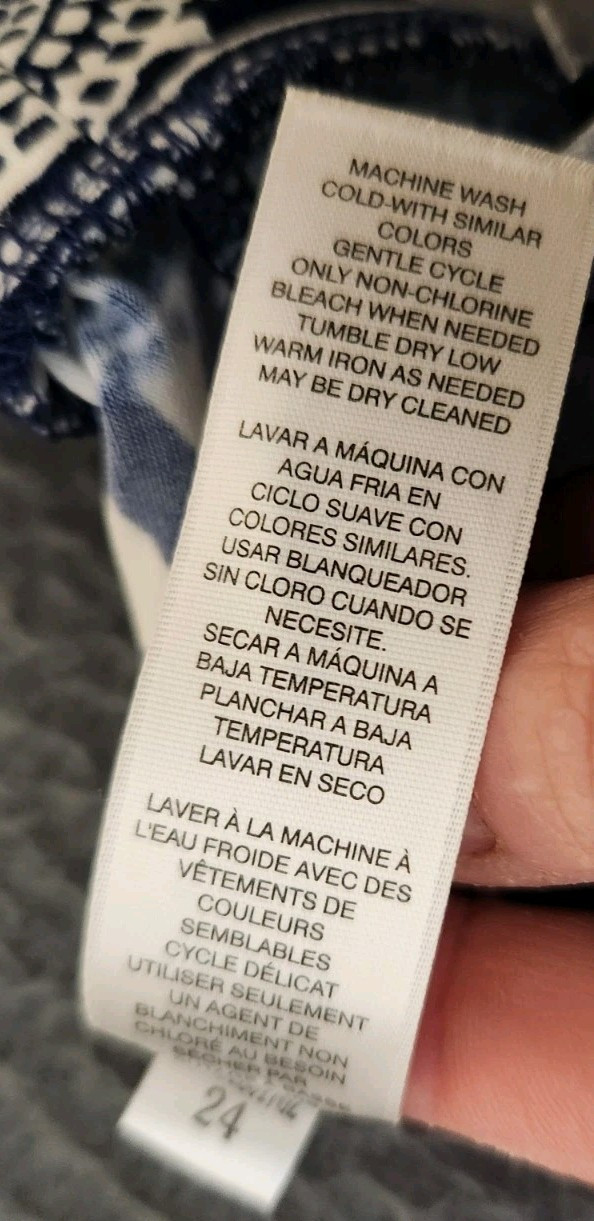 MACHINE WASH
COLD-WITH SIMILAR
COLORS
GENTLE CYCLE
ONLY NON-CHLORINE
BLEACH WHEN NEEDED
TUMBLE DRY LOW
WARM IRON AS NEEDED
MAY BE DRY CLEANED
LAVAR A MÁQUINA CON
AGUA FRIA EN
CICLO SUAVE CON
COLORES SIMILARES.
USAR BLANQUEADOR
SIN CLORO CUANDO SE
NECESITE.
SECAR A MÁQUINA A
BAJA TEMPERATURA
PLANCHAR A BAJA
TEMPERATURA
LAVAR EN SECO
LAVER À LA MACHINE À
L'EAU FROIDE AVEC DES
VÊTEMENTS DE
COULEURS
SEMBLABLES
CYCLE DÉLICAT
UTILISER SEULEMENT
UN AGENT DE
BLANCHIMENT NON
CHLORÉ AU BESOIN
SÉCHER PAR
24